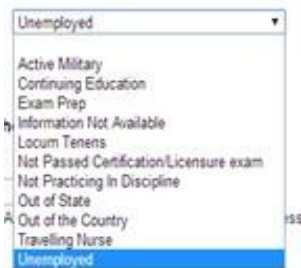 Unemployed
Active Military
Continuing Education
Exam Prep
Information Not Available
Locum Tenens
Not Passed Certification/Licensure exam
Not Practicing In Discipline
Out of State
Out of the Country
Travelling Nurse
Unemployed